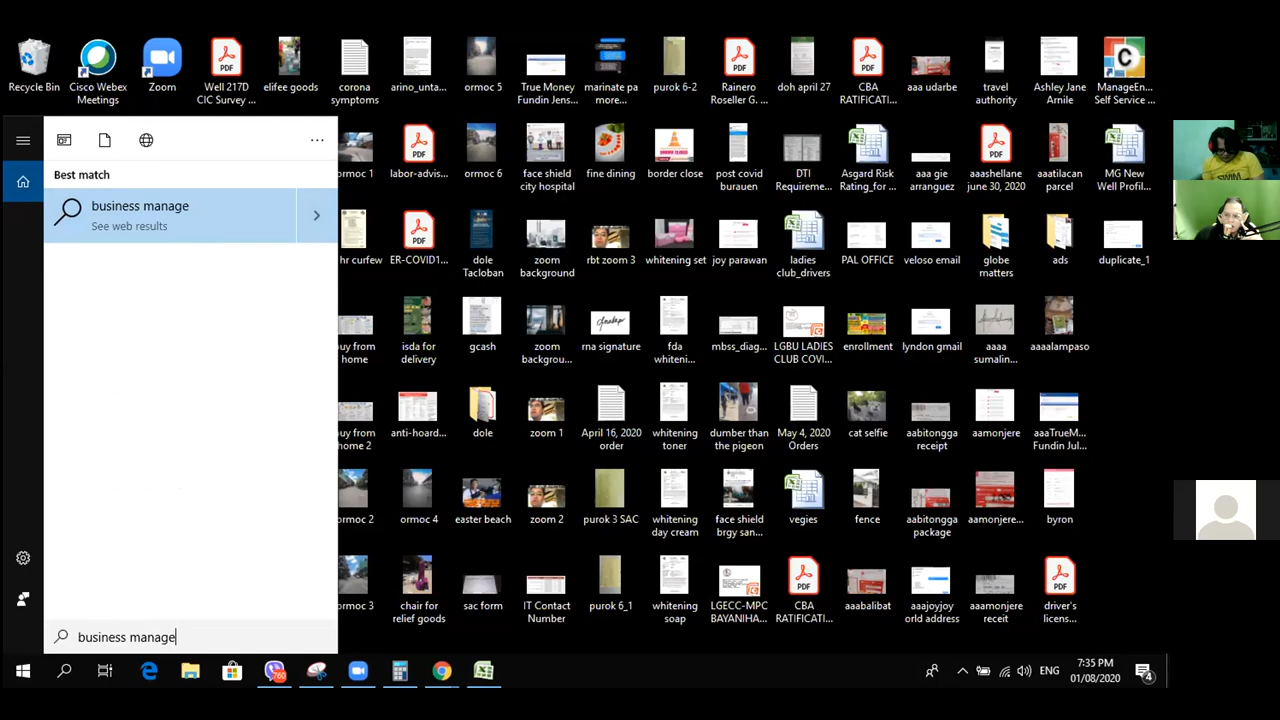 Recycle Bin
Cisco Webex
Meetings
Zoom
Well 217D
CIC Survey ...
elifee goods
corona
symptoms
arino_unta...
ormoc 5
True Money
Fundin Jens...
marinate pa
more...
purok 6-2
Rainero
Roseller G. ...
doh april 27
CBA
RATIFICATI...
aaa udarbe
travel
authority
Ashley Jane
Arnile
ManageEn...
Self Service ...
Best match
business manage
See web results
ormoc 1
labor-advis...
ormoc 6
face shield
city hospital
fine dining
border close
post covid
burauen
DTI
Requireme...
Asgard Risk
Rating_for ...
aaa gie
arranguez
aaashellane
june 30, 2020
aaatilacan
parcel
MG New
Well Profil...
hr curfew
ER-COVID1...
dole
Tacloban
zoom
background
rbt zoom 3
whitening set
joy parawan
ladies
club_drivers
PAL OFFICE
veloso email
globe
matters
ads
duplicate_1
buy from
home
isda for
delivery
gcash
zoom
backgrou...
rna signature
fda
whiteni...
mbss_diag...
LGBU LADIES
CLUB COVI...
enrollment
lyndon gmail
aaaa
sumalin...
aaaalampaso
buy from
home 2
anti-hoard...
dole
zoom 1
April 16, 2020
order
whitening
toner
dumber than
the pigeon
May 4, 2020
Orders
cat selfie
aabitongga
receipt
aamonjere
aaaTrueM...
Fundin Jul...
ormoc 2
ormoc 4
easter beach
zoom 2
purok 3 SAC
whitening
day cream
face shield
brgy san...
vegies
fence
aabitongga
package
aamonjere...
byron
ormoc 3
chair for
relief goods
sac form
IT Contact
Number
purok 6_1
whitening
soap
LGECC-MPC
BAYANIHA...
CBA
RATIFICATI...
aaabalibat
aaajoyjoy
orld address
aaamonjere
receit
driver's
licens...
business manage
760
ENG
7:35 PM
01/08/2020
4